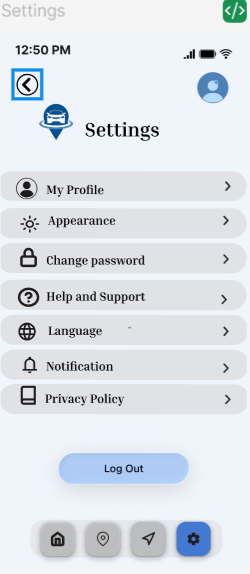 Settings
</>
12:50 PM
Settings
My Profile
Appearance
Change password
Help and Support
Language
Notification
Privacy Policy
Log Out